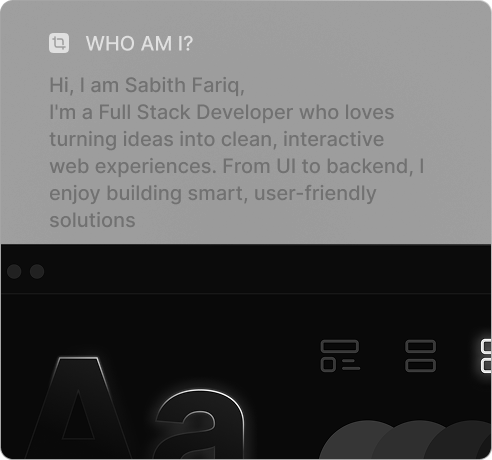 WHO AM I?
Hi, I am Sabith Fariq,
I'm a Full Stack Developer who loves
turning ideas into clean, interactive
web experiences. From UI to backend, I
enjoy building smart, user-friendly
solutions
Aa